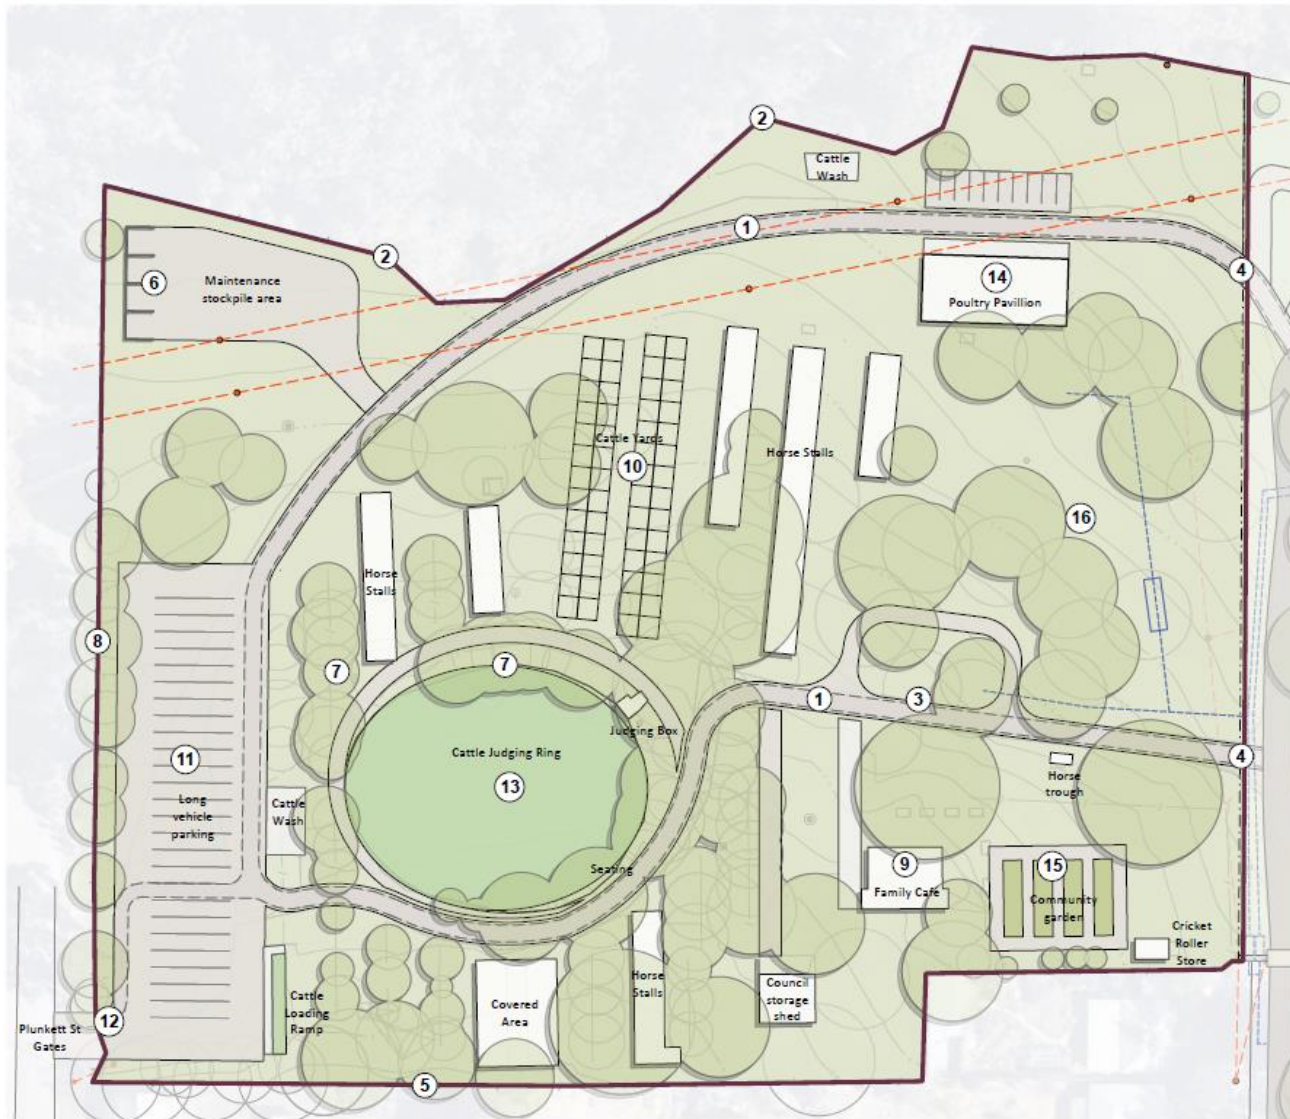 2
Cattle
Wash
1
2
4
14
Poultry Pavillion
6
Maintenance
stockpile area
Cattle Yards
10
Horse Stalls
16
Horse
Stalls
8
7
7
1
3
Judging Box
Cattle Judging Ring
13
4
Horse
trough
11
Long
vehicle
parking
Cattle
Wash
Seating
9
Family Cafe
15
Community
garden
Cricket
Roller
Store
Horse
Stalls
Council
storage
shed
Covered
Area
Cattle
Loading
Ramp
12
Plunkett St
Gates
5